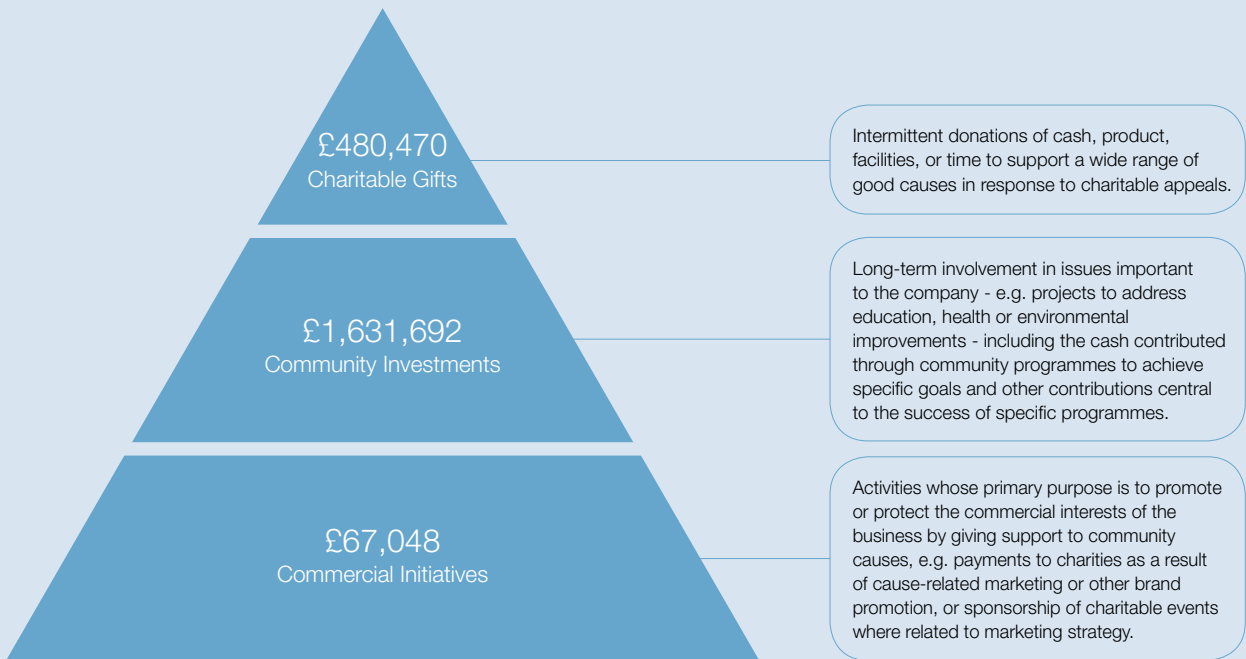 £480,470
Charitable Gifts
Intermittent donations of cash, product,
facilities, or time to support a wide range of
good causes in response to charitable appeals.
£1,631,692
Community Investments
Long-term involvement in issues important
to the company - e.g. projects to address
education, health or environmental
improvements - including the cash contributed
through community programmes to achieve
specific goals and other contributions central
to the success of specific programmes.
£67,048
Commercial Initiatives
Activities whose primary purpose is to promote
or protect the commercial interests of the
business by giving support to community
causes, e.g. payments to charities as a result
of cause-related marketing or other brand
promotion, or sponsorship of charitable events
where related to marketing strategy.